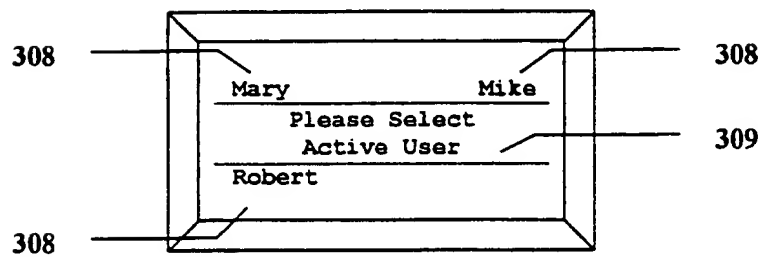 308 308
Mary Mike
Please Select
Active User
309
Robert
308